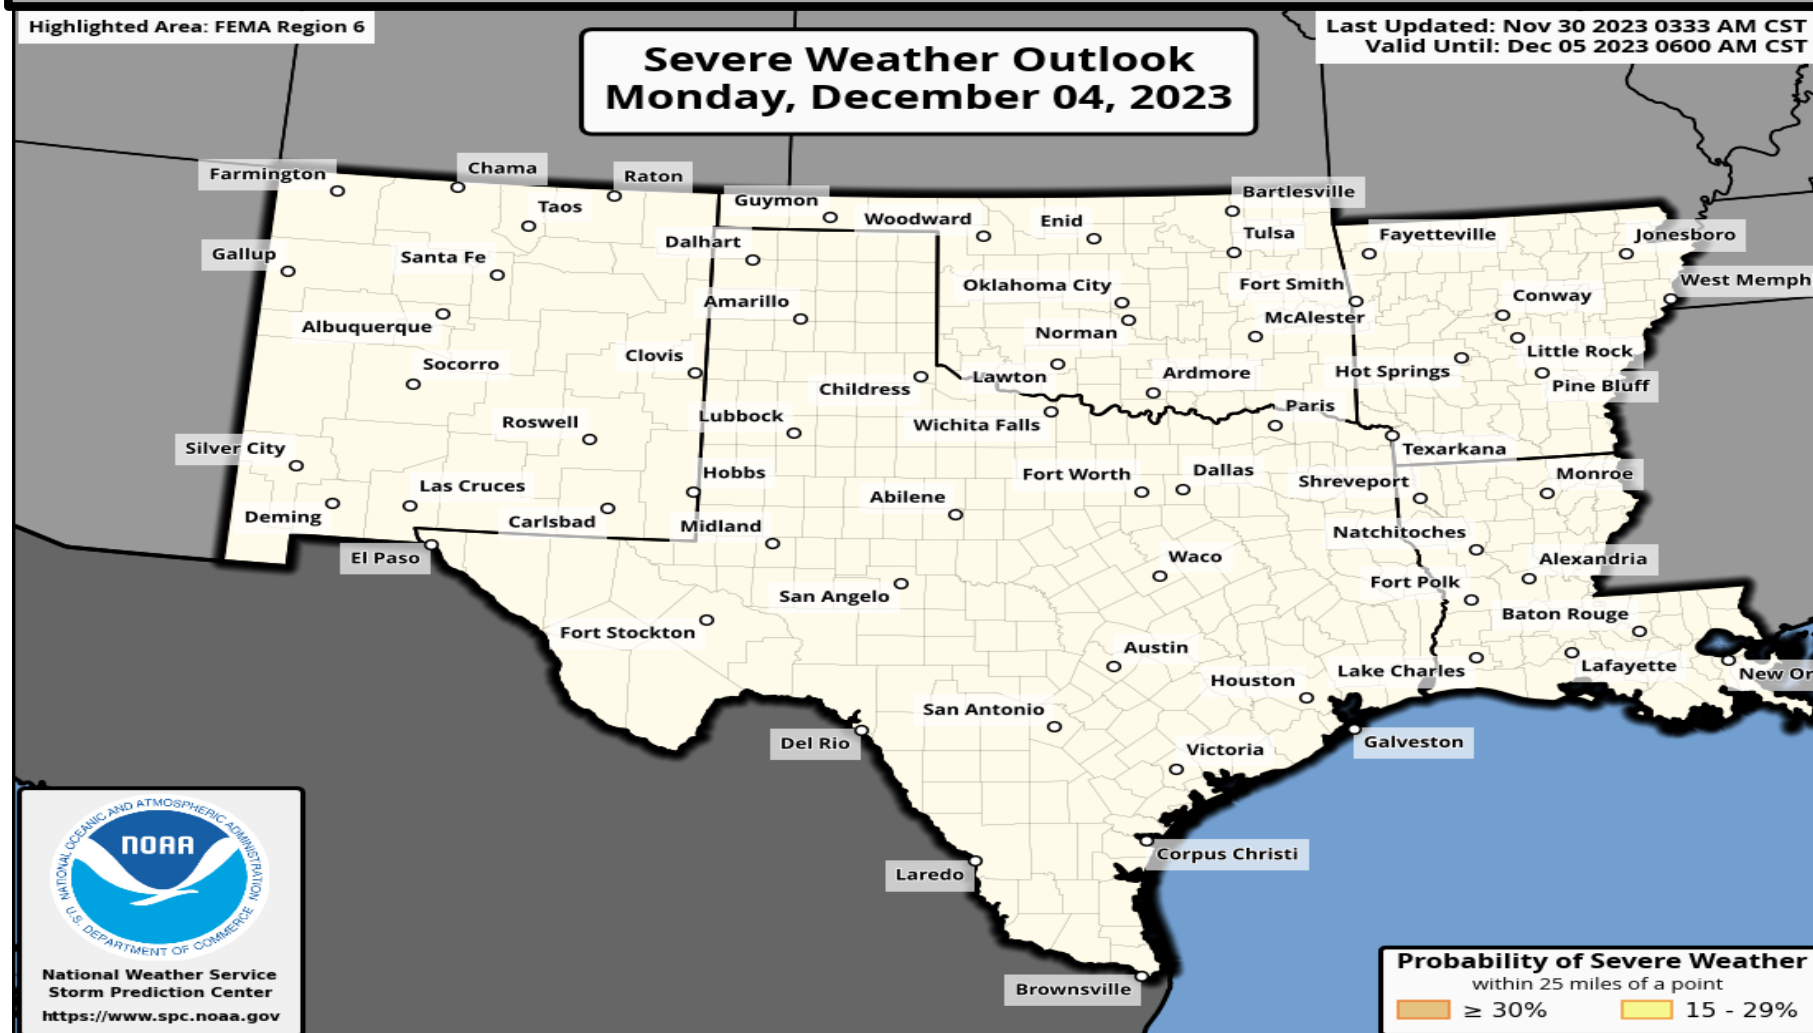 Highlighted Area: FEMA Region 6
Last Updated: Nov 30 2023 0333 AM CST
Valid Until: Dec 05 2023 0600 AM CST
Severe Weather Outlook
Monday, December 04, 2023
Farmington
Chama
Raton
Taos
Guymon
Woodward
Enid
Bartlesville
Gallup
Santa Fe
Dalhart
Tulsa
Fayetteville
Jonesboro
Albuquerque
Amarillo
Oklahoma City
Fort Smith
Conway
West Memph
Norman
McAlester
Socorro
Clovis
Childress
Lawton
Ardmore
Hot Springs
Little Rock
Pine Bluff
Roswell
Lubbock
Wichita Falls
Paris
Texarkana
Silver City
Las Cruces
Hobbs
Abilene
Fort Worth
Dallas
Shreveport
Monroe
Deming
Carlsbad
Midland
Natchitoches
El Paso
Waco
Alexandria
San Angelo
Fort Polk
Fort Stockton
Baton Rouge
Austin
Houston
Lake Charles
Lafayette
New Or
San Antonio
Del Rio
Victoria
Galveston
Laredo
Corpus Christi
Brownsville
NATIONAL OCEANIC AND ATMOSPHERIC ADMINISTRATION
NOAA
U.S. DEPARTMENT OF COMMERCE
National Weather Service
Storm Prediction Center
https://www.spc.noaa.gov
Probability of Severe Weather
within 25 miles of a point
≥ 30%
15 - 29%